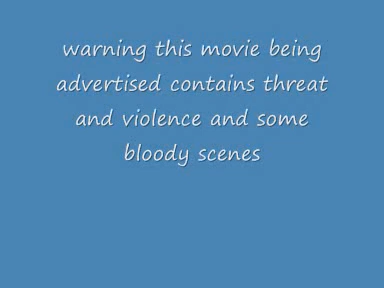 warning this movie being
advertised contains threat
and violence and some
bloody scenes